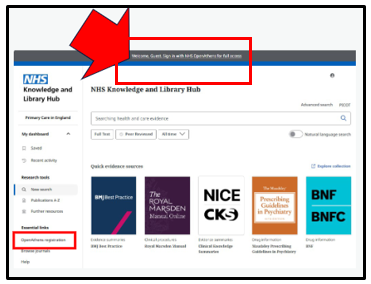 Welcome, Guest. Sign in with NHS OpenAthens for full access
NHS
Knowledge and
Library Hub
Primary Care in England
My dashboard
Saved
Recent activity
Research tools
New search
Publications A-Z
Further resources
Essential links
OpenAthens registration
Browse journals
Help
NHS Knowledge and Library Hub
Advanced search
Searching health and care evidence
Full Text
Peer Reviewed
All time
Natural language search
Quick evidence sources
Explore collection
BMJ Best Practice
The
ROYAL
MARSDEN
Manual Online
NICE
CKS
The Maudsley
Prescribing
Guidelines
in Psychiatry
BNF
BNFC
Evidence summaries
BMJ Best Practice
Clinical procedures
Royal Marsden Manual
External summaries
Clinical Knowledge
Summaries
Drug information
Maudsley Prescribing
Guidelines in Psychiatry
Drug information
BNF